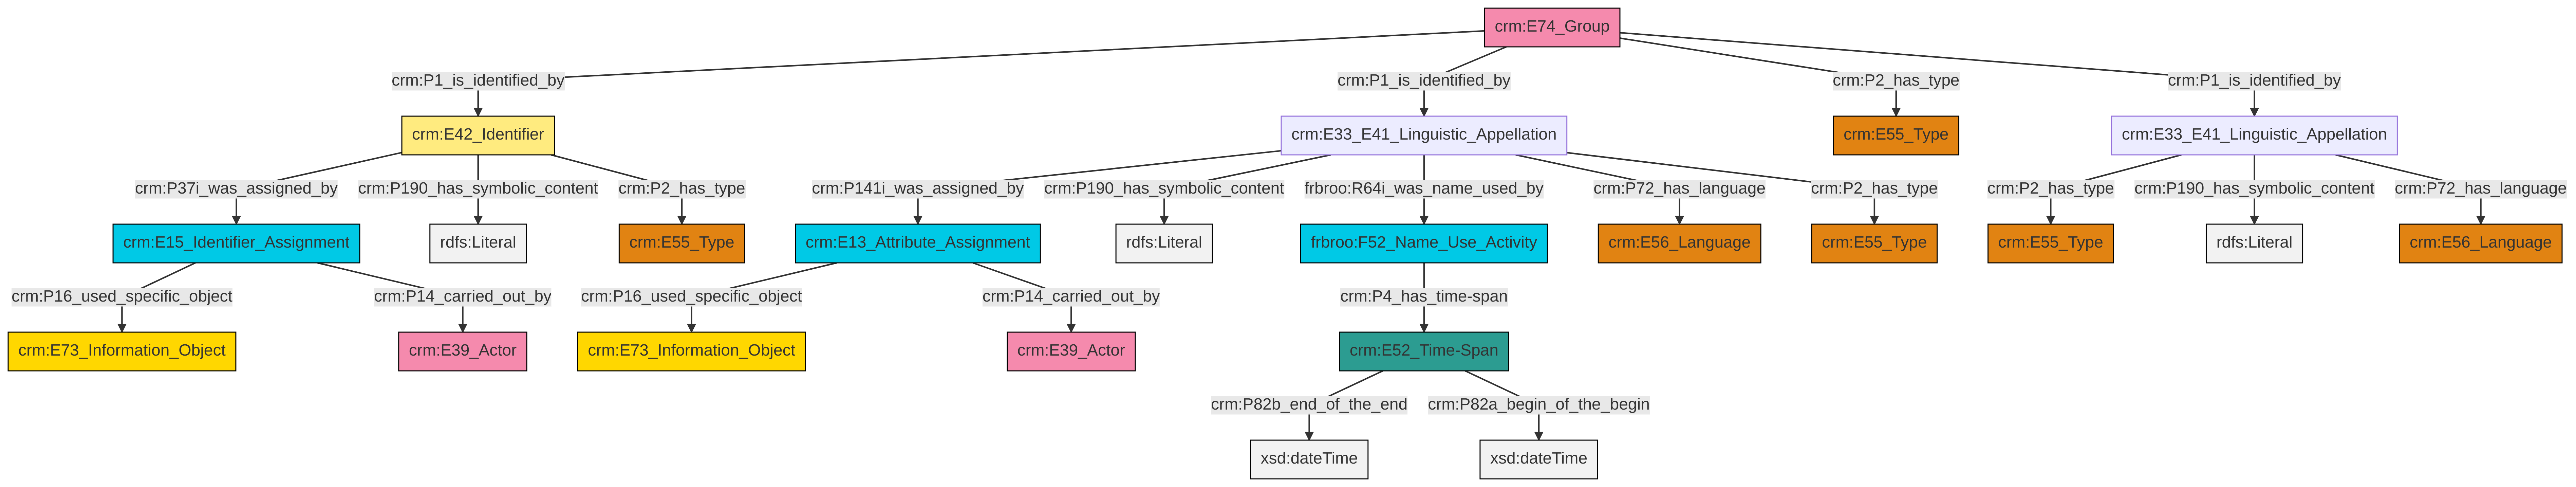 crm:E74_Group
crm:P1_is_identified_by
crm:P1_is_identified_by
crm:P2_has_type
crm:P1_is_identified_by
crm:E42_Identifier
crm:E33_E41_Linguistic_Appellation
crm:E55_Type
crm:E33_E41_Linguistic_Appellation
crm:P37i_was_assigned_by
crm:P190_has_symbolic_content
crm:P2_has_type
crm:P141i_was_assigned_by
crm:P190_has_symbolic_content
frbroo:R64i_was_name_used_by
crm:P72_has_language
crm:P2_has_type
crm:P2_has_type
crm:P190_has_symbolic_content
crm:P72_has_language
crm:E15_Identifier_Assignment
rdfs:Literal
crm:E55_Type
crm:E13_Attribute_Assignment
rdfs:Literal
frbroo:F52_Name_Use_Activity
crm:E56_Language
crm:E55_Type
crm:E55_Type
rdfs:Literal
crm:E56_Language
crm:P16_used_specific_object
crm:P14_carried_out_by
crm:P16_used_specific_object
crm:P14_carried_out_by
crm:P4_has_time-span
crm:E73_Information_Object
crm:E39_Actor
crm:E73_Information_Object
crm:E39_Actor
crm:E52_Time-Span
crm:P82b_end_of_the_end
crm:P82a_begin_of_the_begin
xsd:dateTime
xsd:dateTime